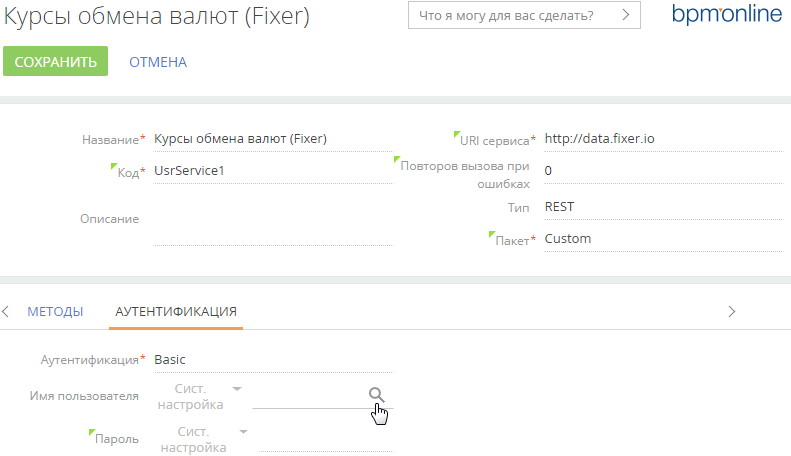 Курсы обмена валют (Fixer)
Что я могу для вас сделать?
bpmonline
СОХРАНИТЬ
ОТМЕНА
Название*
Курсы обмена валют (Fixer)
URI сервиса*
http://data.fixer.io
Код*
UsrService1
Повторов вызова при
ошибках
0
Описание
Тип
REST
Пакет*
Custom
МЕТОДЫ
АУТЕНТИФИКАЦИЯ
Аутентификация*
Basic
Имя пользователя
Сист.
настройка
Пароль
Сист.
настройка